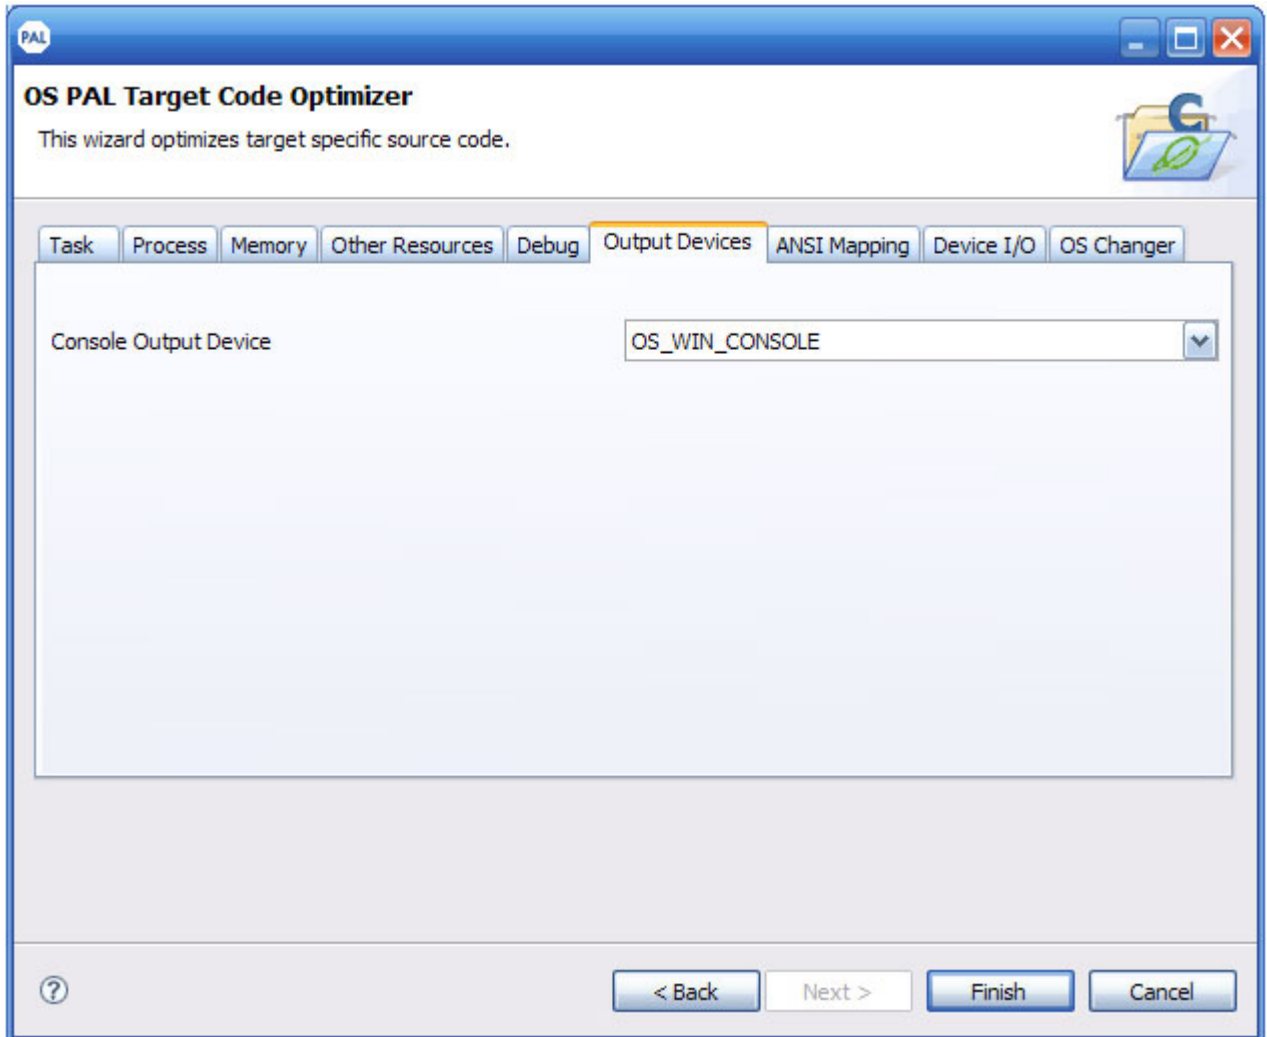 PAL
OS PAL Target Code Optimizer
This wizard optimizes target specific source code.
C
Task Process Memory Other Resources Debug Output Devices ANSI Mapping Device I/O OS Changer
Console Output Device OS_WIN_CONSOLE
? < Back Next > Finish Cancel